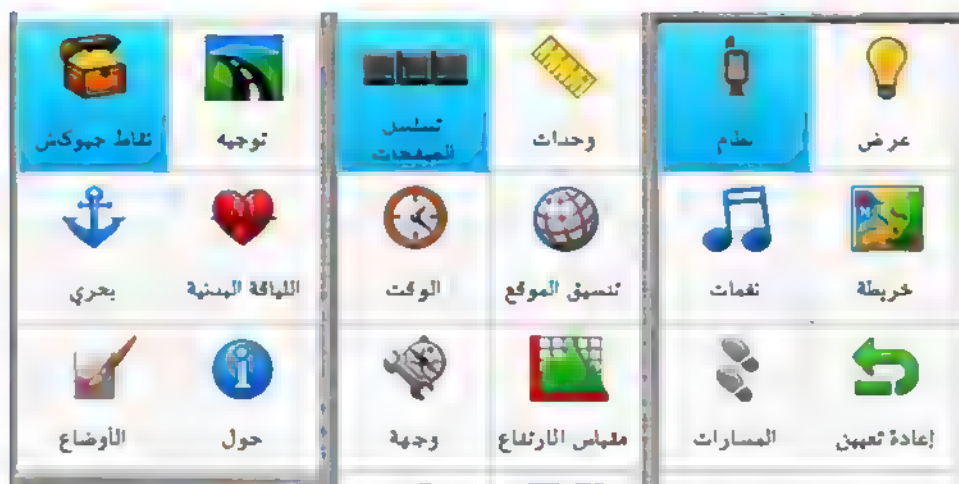 عرض
نظام
وحدات
تسلسل
الصفحات
توجيه
نقاط جيوكاش
خريطة
نغمات
تنسيق الموقع
الوقت
اللياقة البدنية
بحري
إعادة تعيين
المسارات
مقياس الارتفاع
وجهة
حول
الأوضاع